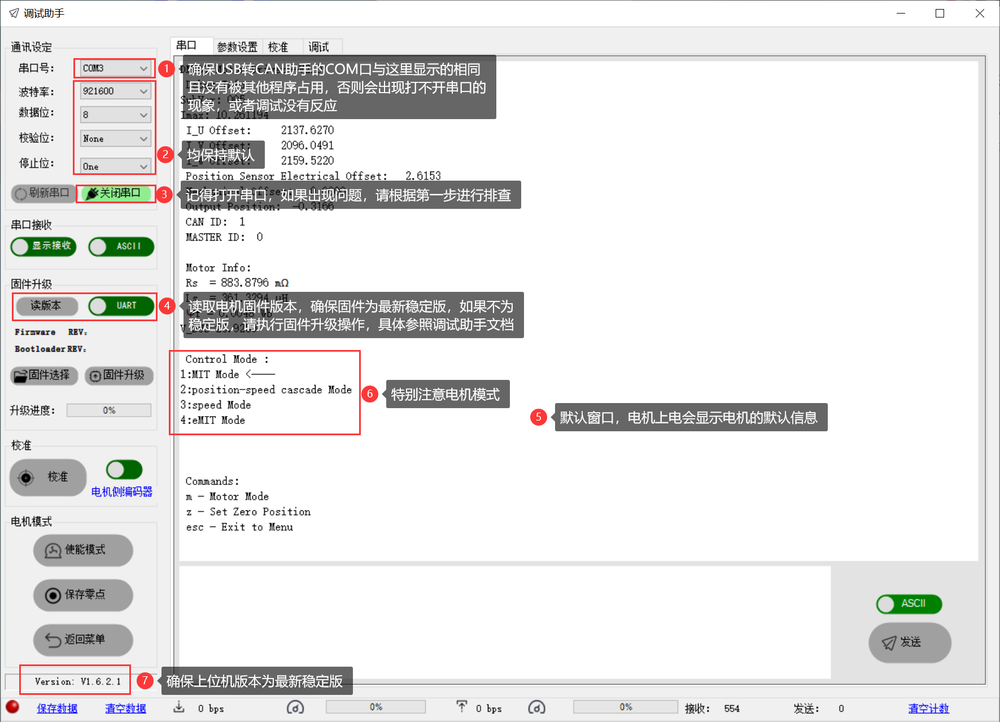 调试助手
通讯设定
串口号：
COM3
波特率：
921600
数据位：
8
校验位：
None
停止位：
One
刷新串口
关闭串口
串口接收
显示接收
ASCII
固件升级
读版本
UART
Firmware REV:
Bootloader REV:
固件选择
固件升级
升级进度：
0%
校准
校准
电机侧编码器
电机模式
使能模式
保存零点
返回菜单
Version: V1.6.2.1
串口
参数设置
校准
调试
1
确保USB转CAN助手的COM口与这里显示的相同
且没有被其他程序占用，否则会出现打不开串口的
现象，或者调试没有反应
Imax: 10.261194
I_U Offset: 2137.6270
I_V Offset: 2096.0491
I_W Offset: 2159.5220
2
均保持默认
Position Sensor Electrical Offset: 2.6153
3
记得打开串口，如果出现问题，请根据第一步进行排查
Output Position: -0.3166
CAN ID: 1
MASTER ID: 0
Motor Info:
Rs = 883.8796 mΩ
Ls = 361.3294 uH
4
读取电机固件版本，确保固件为最新稳定版，如果不为
稳定版，请执行固件升级操作，具体参照调试助手文档
Control Mode :
1:MIT Mode <——
2:position-speed cascade Mode
3:speed Mode
4:eMIT Mode
6
特别注意电机模式
5
默认窗口，电机上电会显示电机的默认信息
Commands:
m - Motor Mode
z - Set Zero Position
esc - Exit to Menu
ASCII
发送
7
确保上位机版本为最新稳定版
保存数据
清空数据
0 bps
0%
0 bps
0%
接收：
554
发送：
0
清空计数